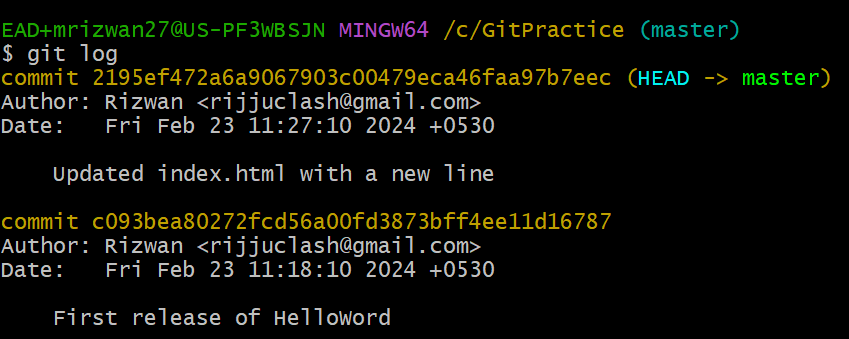 EAD+mrizwan27@US-PF3WBSJN MINGW64 /c/GitPractice (master)
$ git log
commit 2195ef472a6a9067903c00479eca46faa97b7eec (HEAD -> master)
Author: Rizwan <rijjuclash@gmail.com>
Date:   Fri Feb 23 11:27:10 2024 +0530

    Updated index.html with a new line

commit c093bea80272fcd56a00fd3873bff4ee11d16787
Author: Rizwan <rijjuclash@gmail.com>
Date:   Fri Feb 23 11:18:10 2024 +0530

    First release of HelloWord